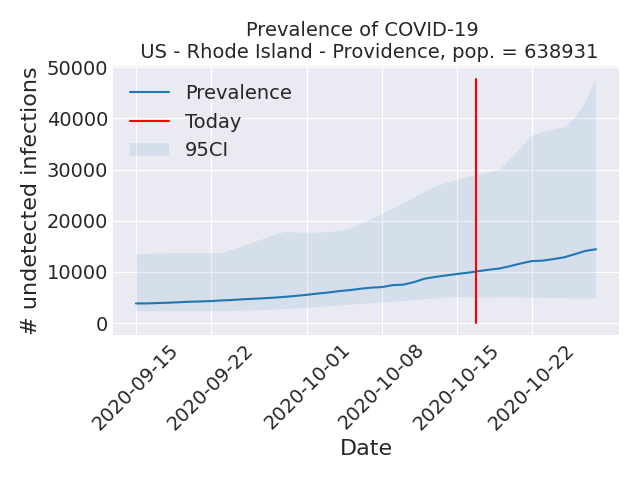 Prevalence of COVID-19
US - Rhode Island - Providence, pop. = 638931
50000
40000
30000
20000
10000
0
# undetected infections
Prevalence
Today
95CI
2020-09-15
2020-09-22
2020-10-01
2020-10-08
2020-10-15
2020-10-22
Date